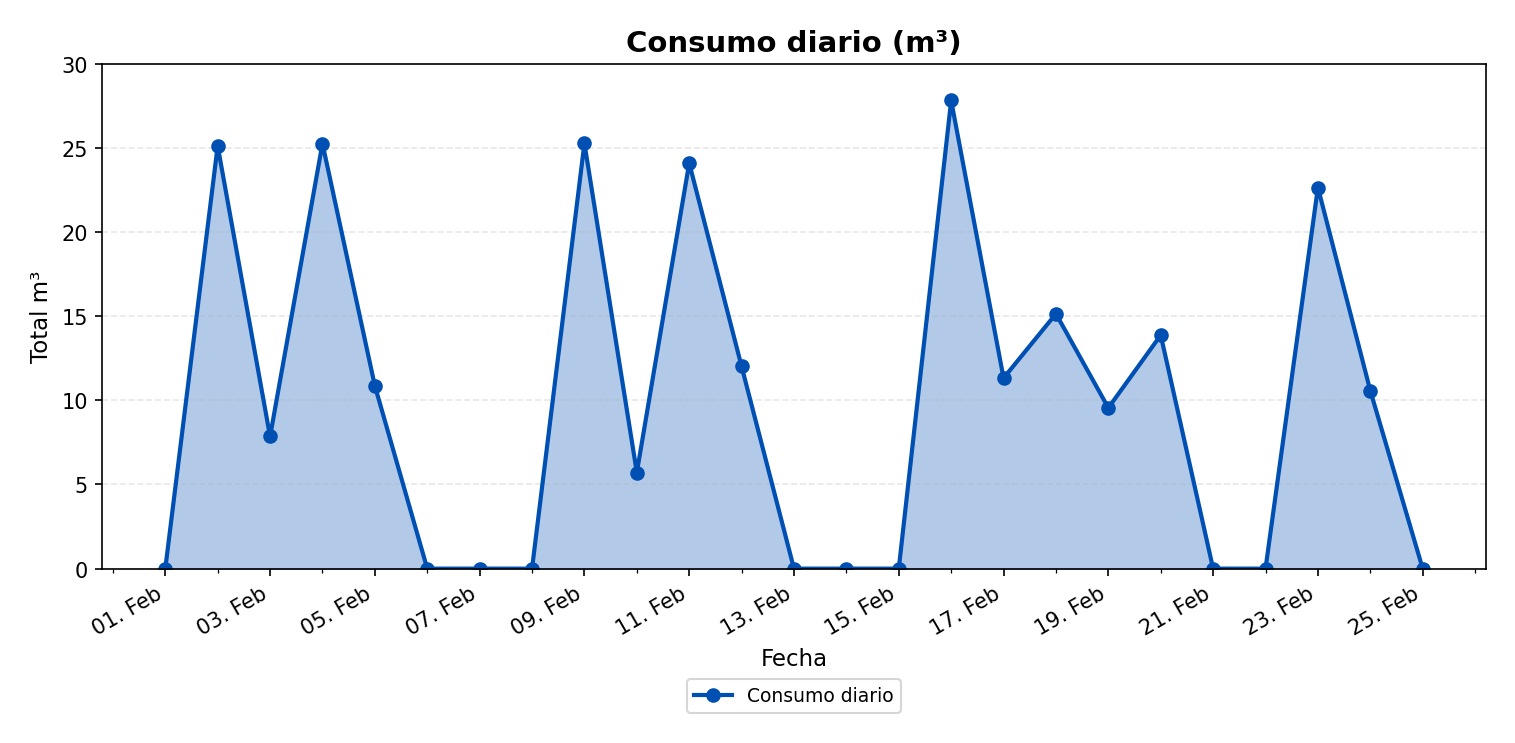 Consumo diario (m³)
30
25
20
15
10
5
0
Total m³
01. Feb
03. Feb
05. Feb
07. Feb
09. Feb
11. Feb
13. Feb
15. Feb
17. Feb
19. Feb
21. Feb
23. Feb
25. Feb
Fecha
Consumo diario